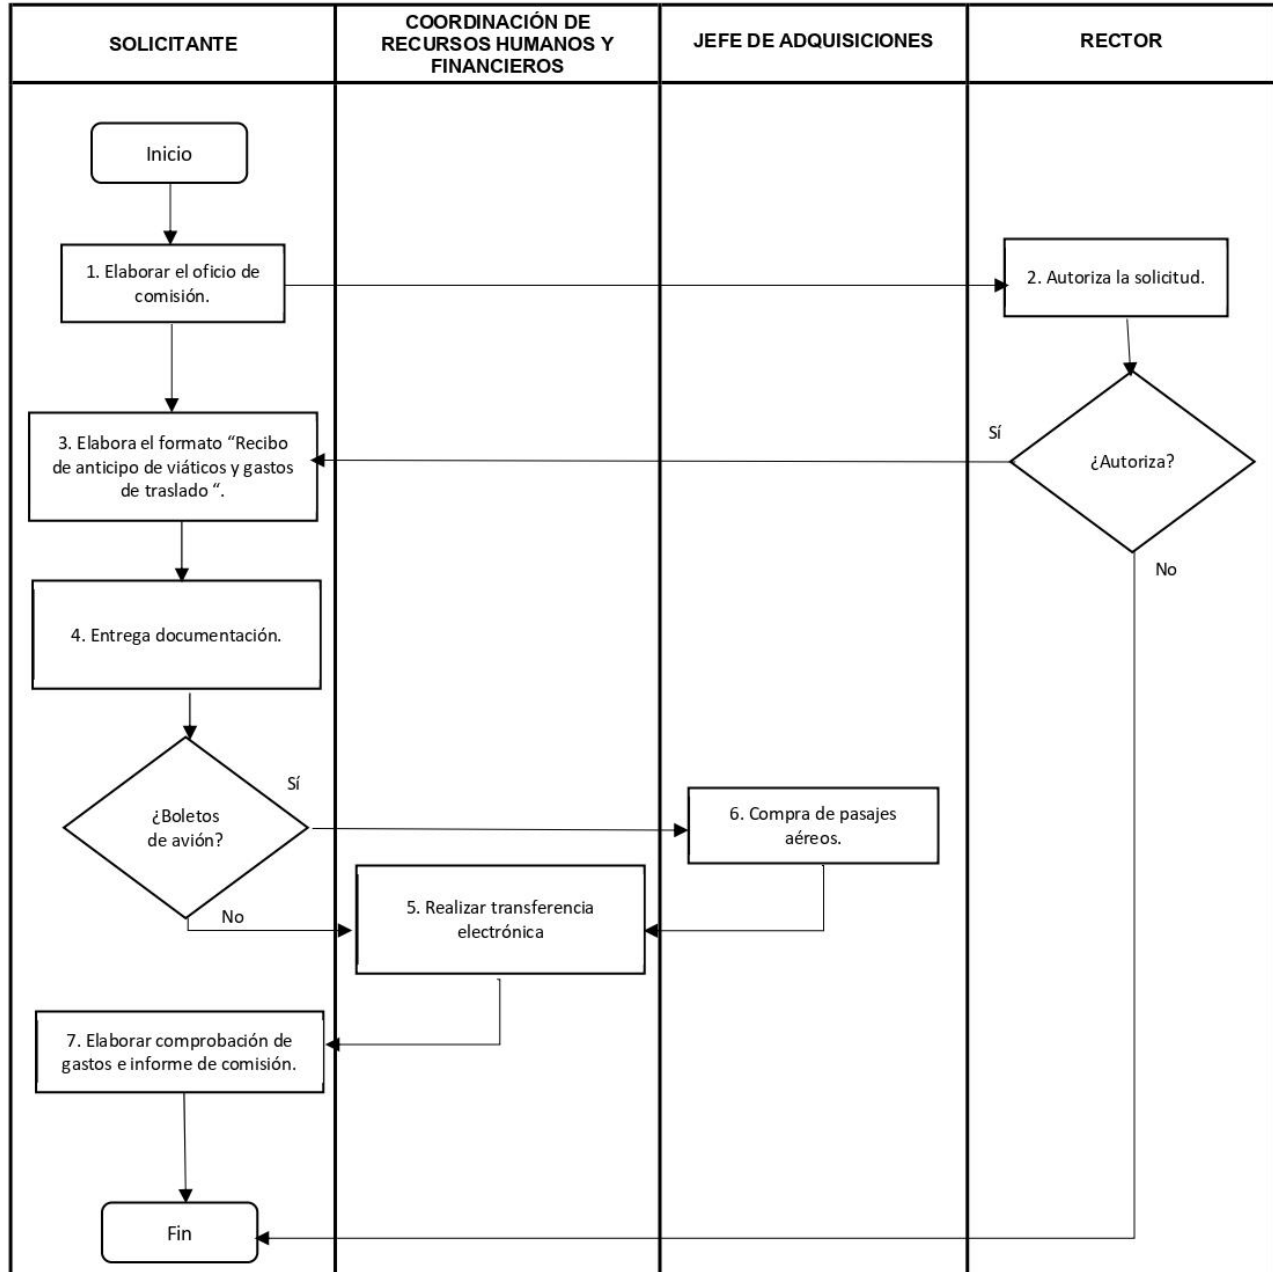 SOLICITANTE
COORDINACIÓN DE
RECURSOS HUMANOS Y
FINANCIEROS
JEFE DE ADQUISICIONES
RECTOR
Inicio
1. Elaborar el oficio de
comisión.
2. Autoriza la solicitud.
Sí
¿Autoriza?
No
3. Elabora el formato “Recibo
de anticipo de viáticos y gastos
de traslado “.
4. Entrega documentación.
Sí
¿Boletos
de avión?
No
6. Compra de pasajes
aéreos.
5. Realizar transferencia
electrónica
7. Elaborar comprobación de
gastos e informe de comisión.
Fin